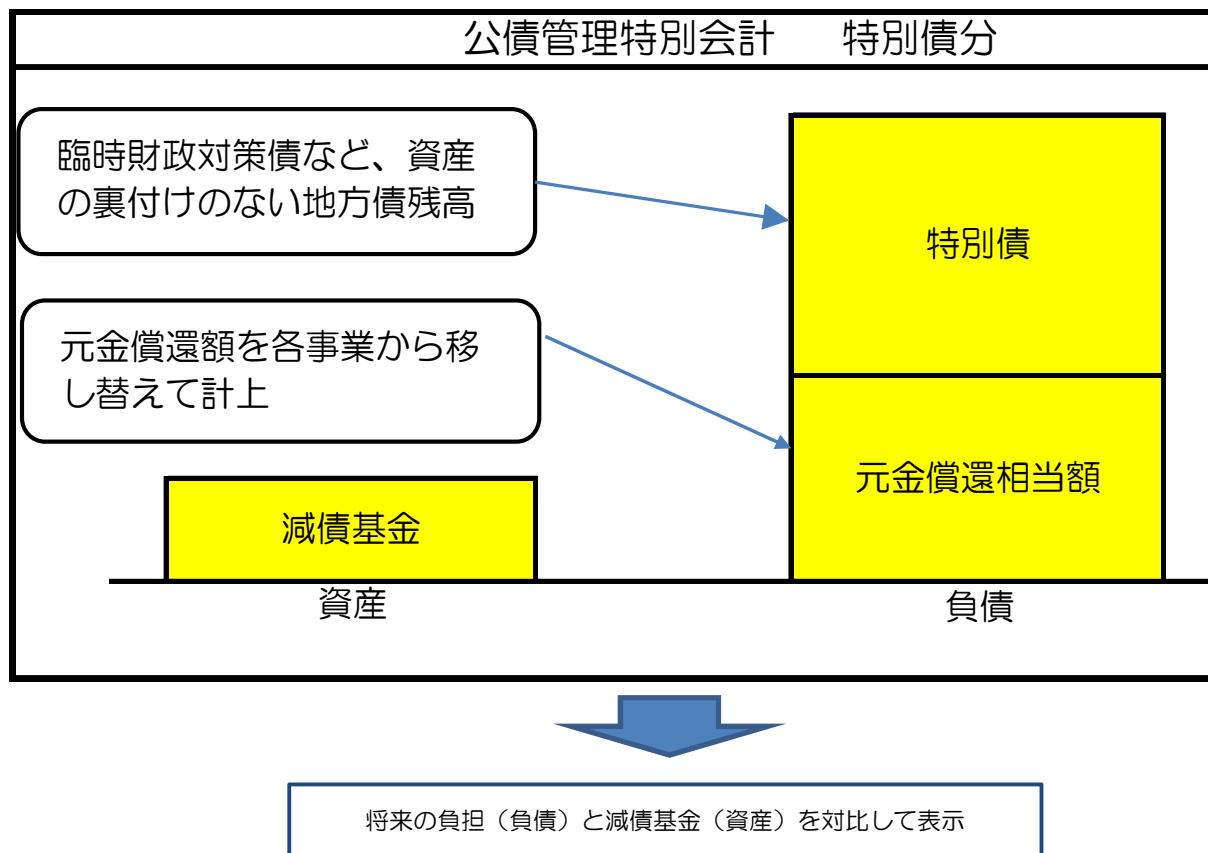 公債管理特別会計　特別債分
臨時財政対策債など、資産
の裏付けのない地方債残高
特別債
元金償還額を各事業から移
し替えて計上
元金償還相当額
減債基金
資産
負債
将来の負担（負債）と減債基金（資産）を対比して表示